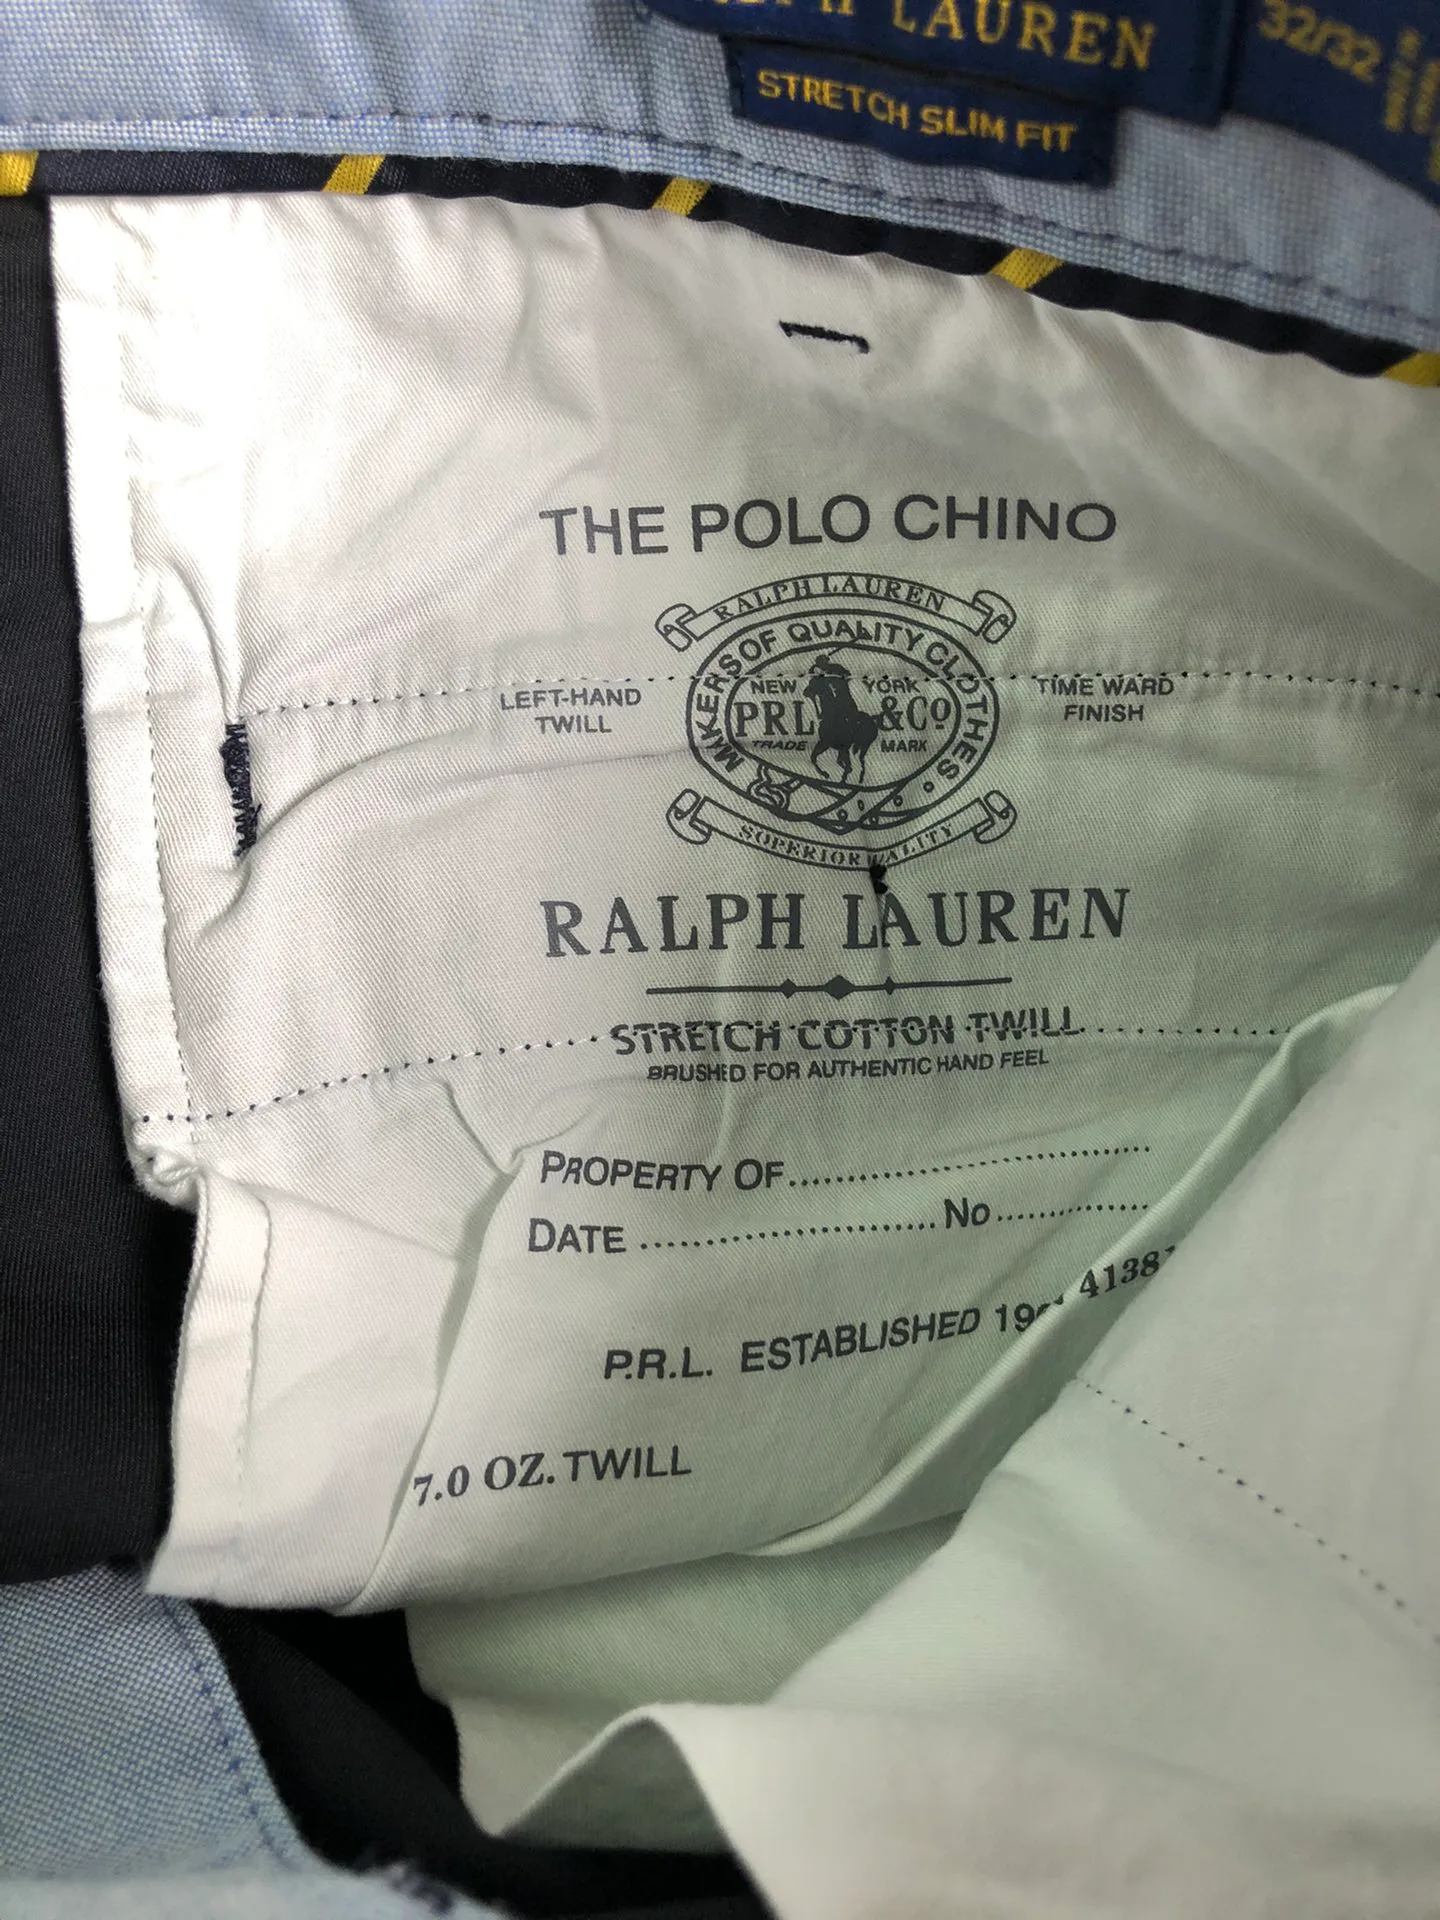 RALPH LAUREN
STRETCH SLIM FIT
32/32
THE POLO CHINO
RALPH LAUREN
MAKERS OF QUALITY CLOTHES
NEW YORK
PRL &Co
TRADE MARK
SUPERIOR QUALITY
LEFT-HAND
TWILL
TIME WARD
FINISH
RALPH LAUREN
STRETCH COTTON TWILL
BRUSHED FOR AUTHENTIC HAND FEEL
PROPERTY OF
DATE No
P.R.L. ESTABLISHED 4138
7.0 OZ. TWILL